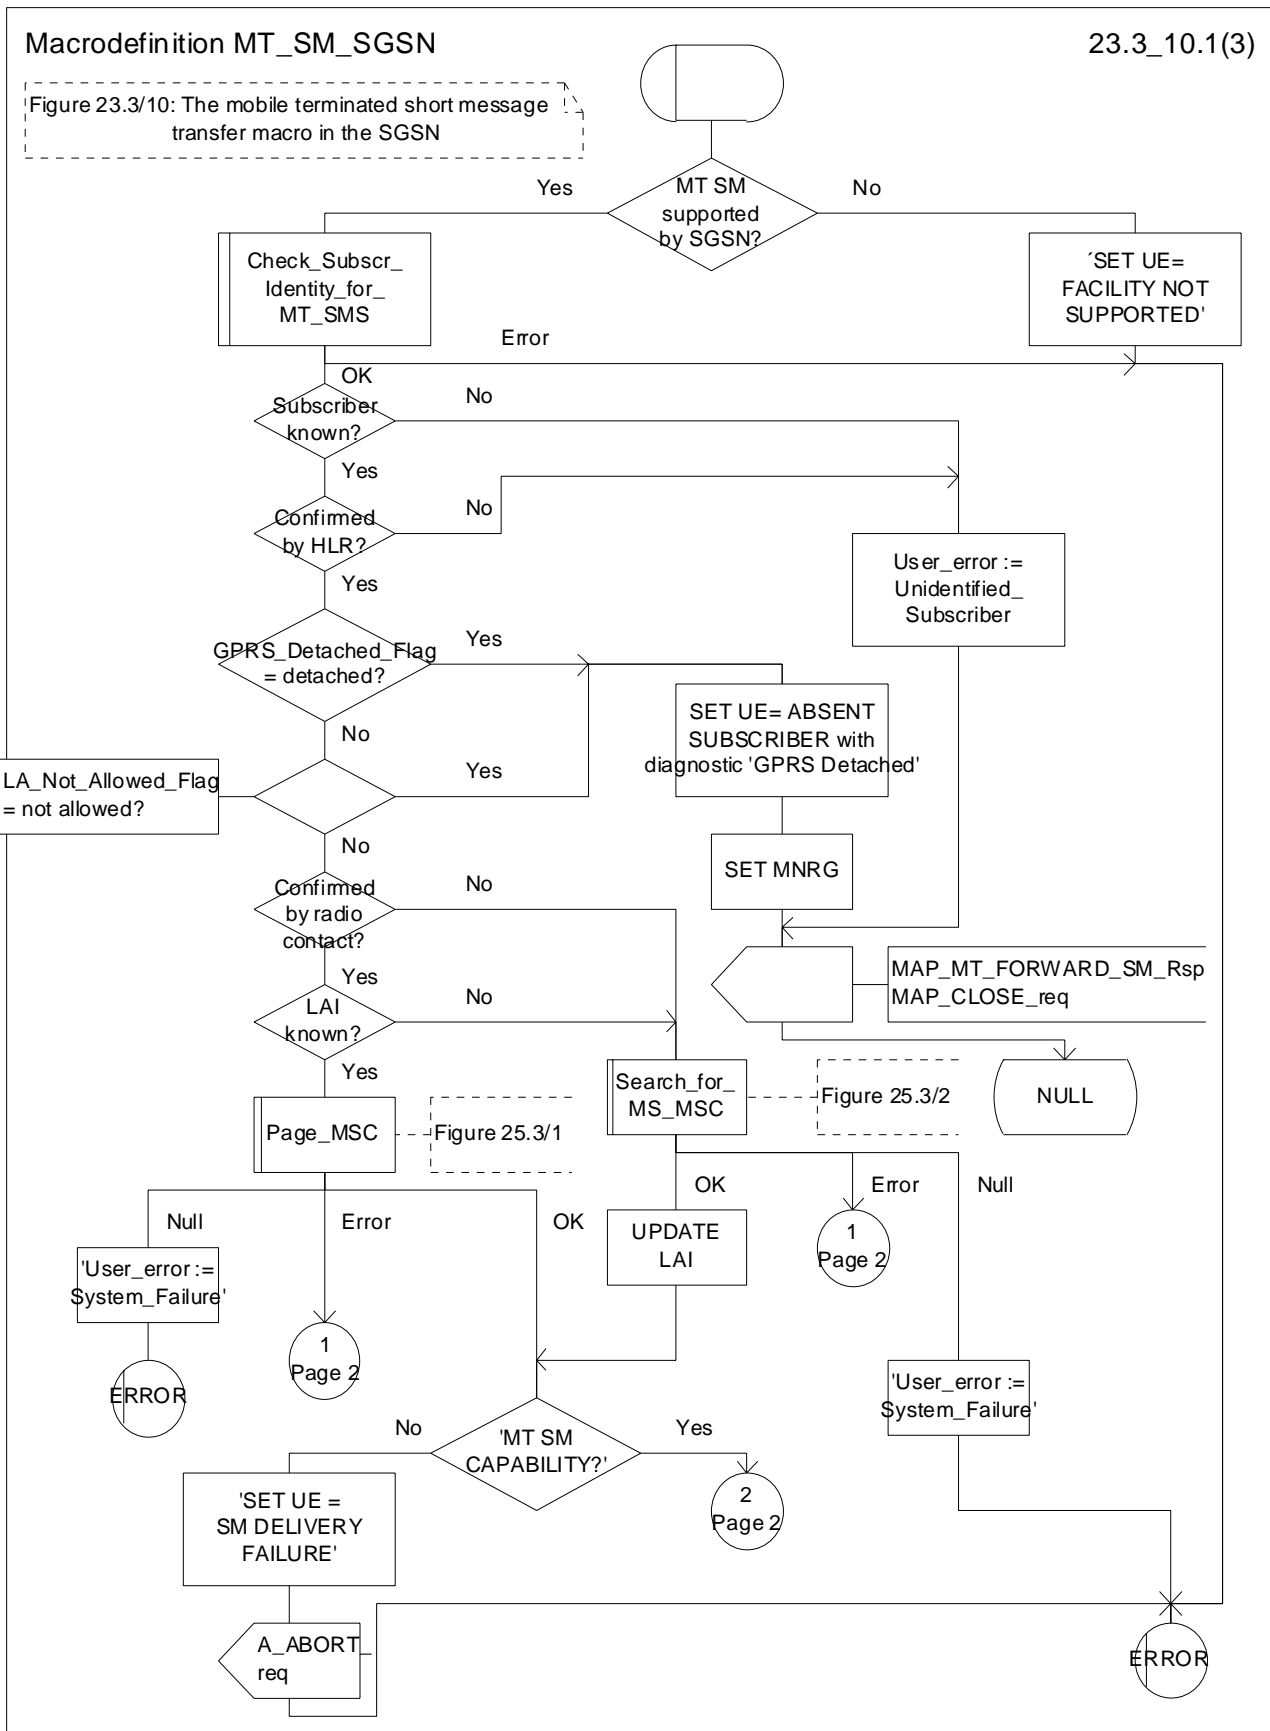 Macrodefinition MT_SM_SGSN
23.3_10.1(3)
Figure 23.3/10: The mobile terminated short message
transfer macro in the SGSN
MT SM
supported
by SGSN?
Yes
No
Check_Subscr_
Identity_for_
MT_SMS
´SET UE=
FACILITY NOT
SUPPORTED'
Error
OK
Subscriber
known?
No
Yes
Confirmed
by HLR?
No
User_error :=
Unidentified_
Subscriber
Yes
GPRS_Detached_Flag
= detached?
Yes
SET UE= ABSENT
SUBSCRIBER with
diagnostic 'GPRS Detached'
No
LA_Not_Allowed_Flag
= not allowed?
Yes
No
SET MNRG
Confirmed
by radio
contact?
No
MAP_MT_FORWARD_SM_Rsp
MAP_CLOSE_req
Yes
LAI
known?
No
Yes
Search_for_
MS_MSC
Figure 25.3/2
NULL
Page_MSC
Figure 25.3/1
OK
Error
Null
Null
Error
OK
UPDATE
LAI
1
Page 2
'User_error :=
System_Failure'
1
Page 2
ERROR
'User_error :=
System_Failure'
'MT SM
CAPABILITY?'
No
Yes
2
Page 2
'SET UE =
SM DELIVERY
FAILURE'
A_ABORT_
req
ERROR